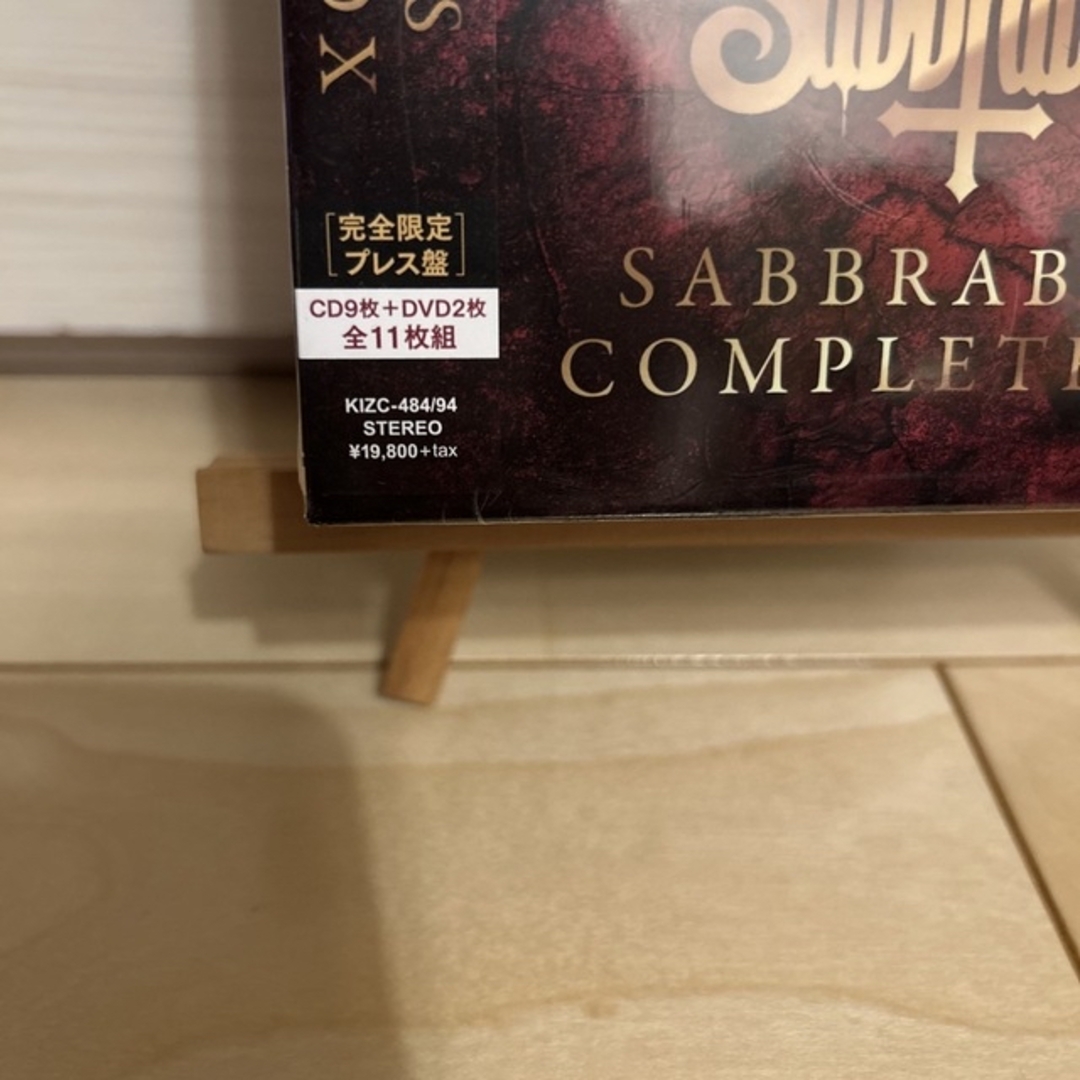 [完全限定
プレス盤]
CD9枚+DVD2枚
全11枚組
KIZC-484/94
STEREO
¥19,800+tax
SABBRAB
COMPLET